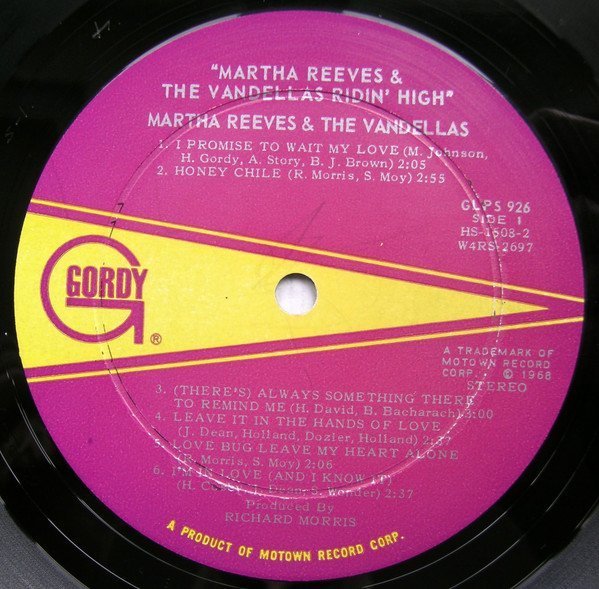 "MARTHA REEVES &
THE VANDELLAS RIDIN' HIGH"
MARTHA REEVES & THE VANDELLAS
1. I PROMISE TO WAIT MY LOVE (M. Johnson,
H. Gordy, A. Story, B. J. Brown) 2:05
2. HONEY CHILE (R. Morris, S. Moy) 2:55
GLPS 926
SIDE 1
HS-1608-2
W4RS-2697
GORDY
®
A TRADEMARK OF
MOTOWN RECORD
CORP. © 1968
STEREO
3. (THERE'S) ALWAYS SOMETHING THERE
TO REMIND ME (H. David, B. Bacharach) 3:00
4. LEAVE IT IN THE HANDS OF LOVE
(J. Dean, Holland, Dozier, Holland) 2:37
5. LOVE BUG LEAVE MY HEART ALONE
(R. Morris, S. Moy) 2:06
6. I'M IN LOVE (AND I KNOW IT)
(H. Wonder) 2:37
Produced By
RICHARD MORRIS
A PRODUCT OF MOTOWN RECORD CORP.